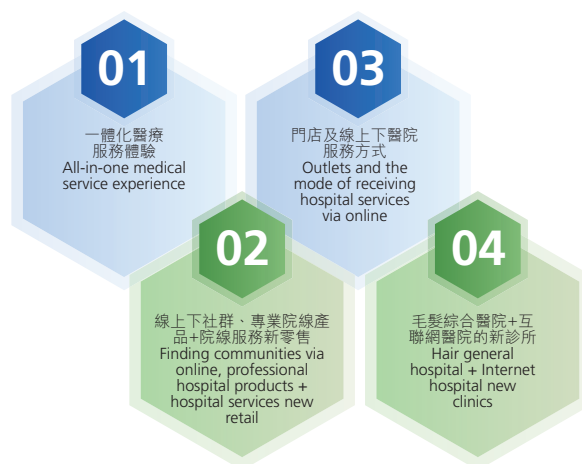 01
一體化醫療
服務體驗
All-in-one medical
service experience
02
線上下社群、專業院線產
品+院線服務新零售
Finding communities via
online, professional
hospital products +
hospital services new
retail
03
門店及線上下醫院
服務方式
Outlets and the
mode of receiving
hospital services
via online
04
毛髮綜合醫院+互
聯網醫院的新診所
Hair general
hospital + Internet
hospital new
clinics